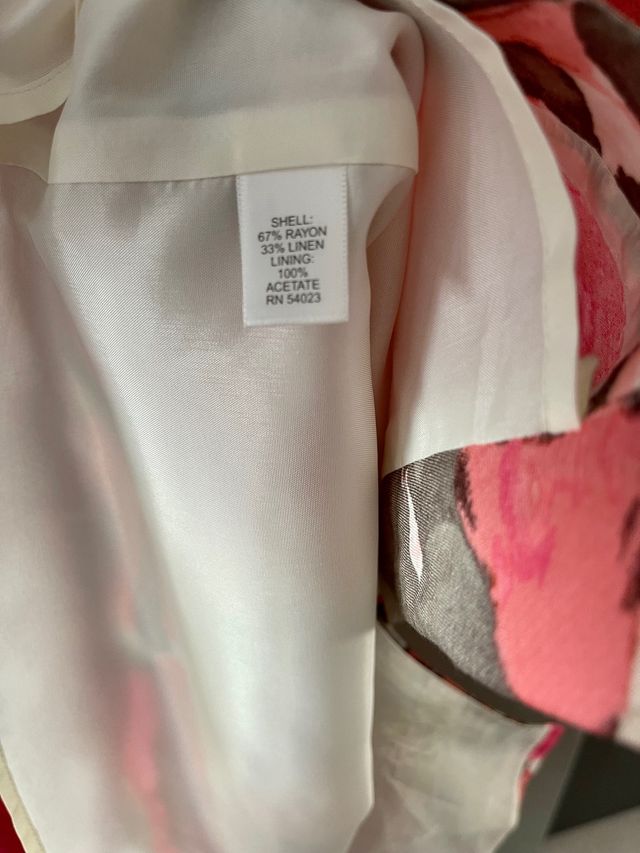 SHELL:
67% RAYON
33% LINEN
LINING:
100%
ACETATE
RN 54023